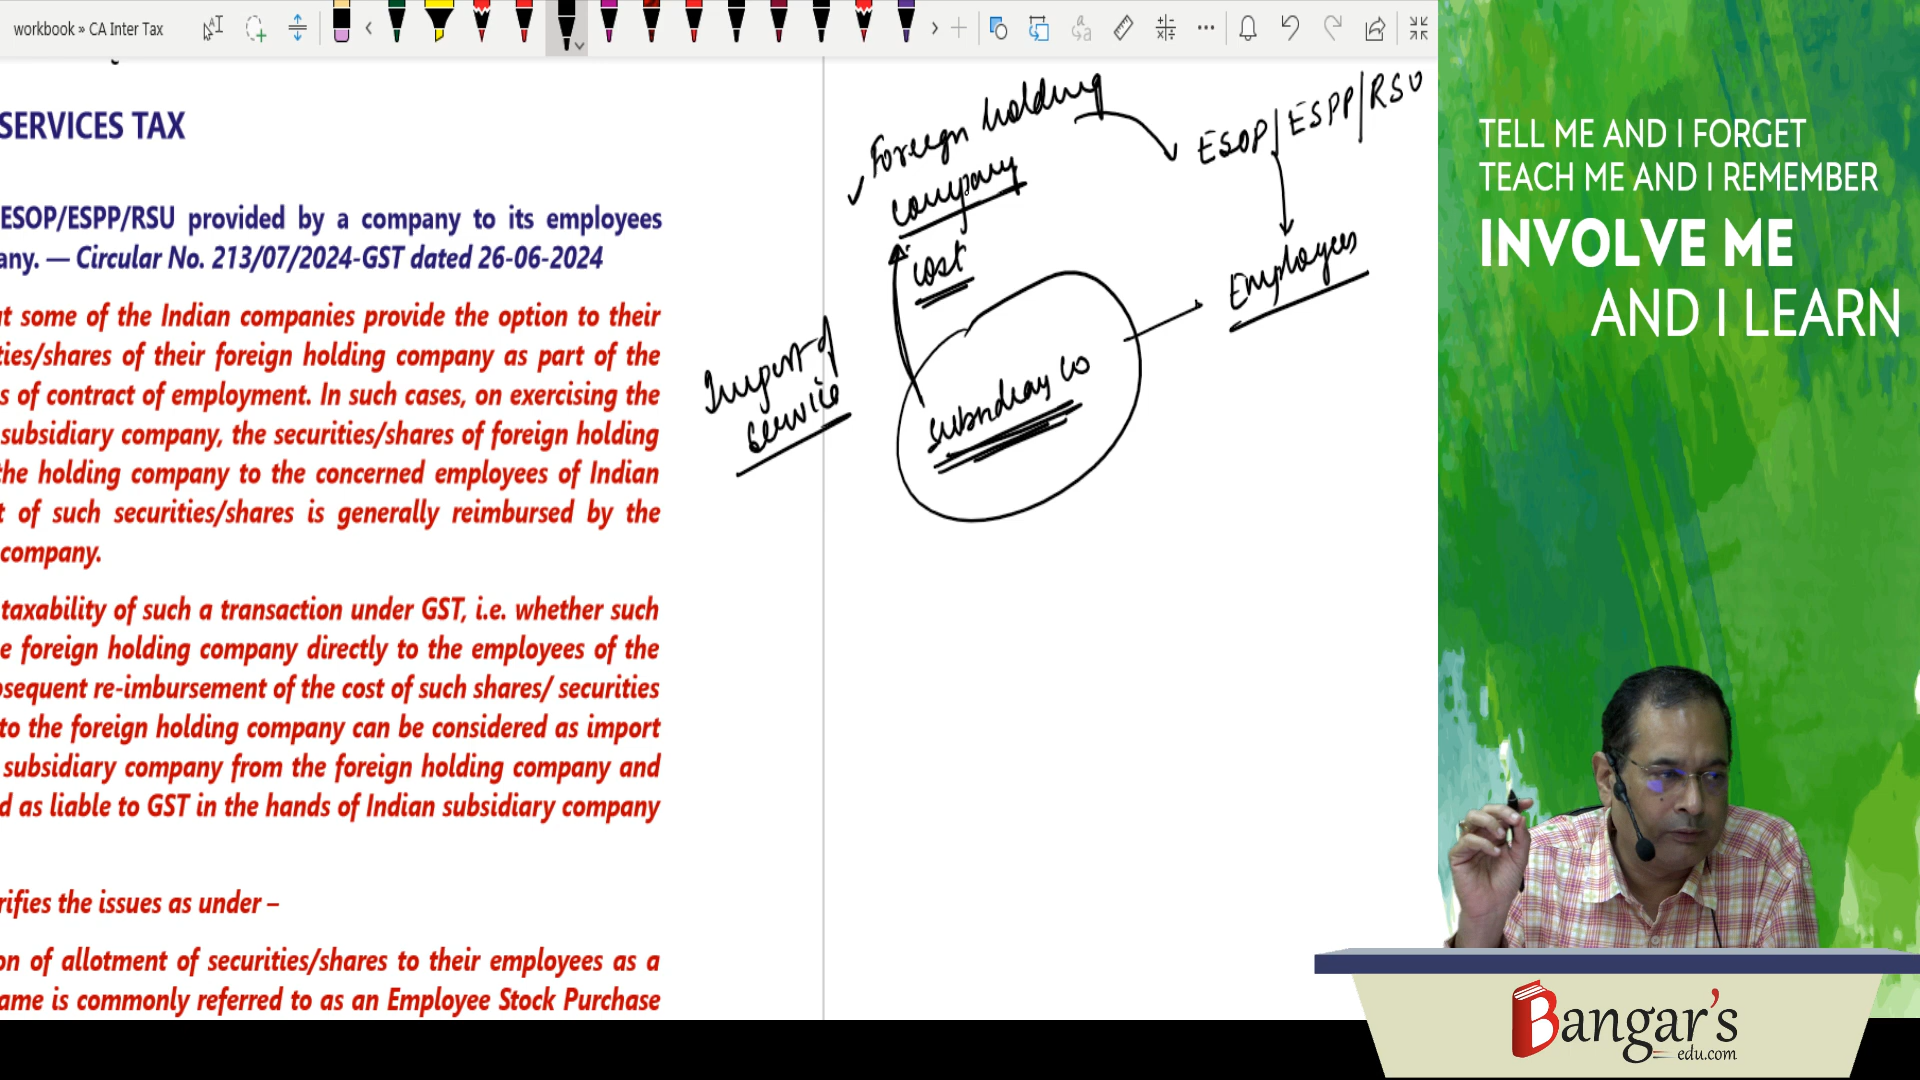 workbook » CA Inter Tax
SERVICES TAX
ESOP/ESPP/RSU provided by a company to its employees
any. — Circular No. 213/07/2024-GST dated 26-06-2024
t some of the Indian companies provide the option to their
ties/shares of their foreign holding company as part of the
s of contract of employment. In such cases, on exercising the
subsidiary company, the securities/shares of foreign holding
the holding company to the concerned employees of Indian
t of such securities/shares is generally reimbursed by the
company.
taxability of such a transaction under GST, i.e. whether such
e foreign holding company directly to the employees of the
bsequent re-imbursement of the cost of such shares/ securities
to the foreign holding company can be considered as import
subsidiary company from the foreign holding company and
d as liable to GST in the hands of Indian subsidiary company
rifies the issues as under –
on of allotment of securities/shares to their employees as a
ame is commonly referred to as an Employee Stock Purchase
Foreign holding
company
ESOP/ESPP/RSU
cost
Employees
Import of
service
subsidiary co
TELL ME AND I FORGET
TEACH ME AND I REMEMBER
INVOLVE ME
AND I LEARN
Bangar's
edu.com